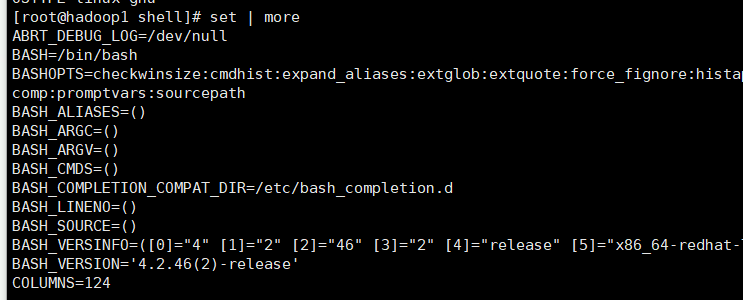 [root@hadoop1 shell]# set | more
ABRT_DEBUG_LOG=/dev/null
BASH=/bin/bash
BASHOPTS=checkwinsize:cmdhist:expand_aliases:extglob:extquote:force_fignore:histap
comp:promptvars:sourcepath
BASH_ALIASES=()
BASH_ARGC=()
BASH_ARGV=()
BASH_CMDS=()
BASH_COMPLETION_COMPAT_DIR=/etc/bash_completion.d
BASH_LINENO=()
BASH_SOURCE=()
BASH_VERSINFO=([0]="4" [1]="2" [2]="46" [3]="2" [4]="release" [5]="x86_64-redhat-
BASH_VERSION='4.2.46(2)-release'
COLUMNS=124